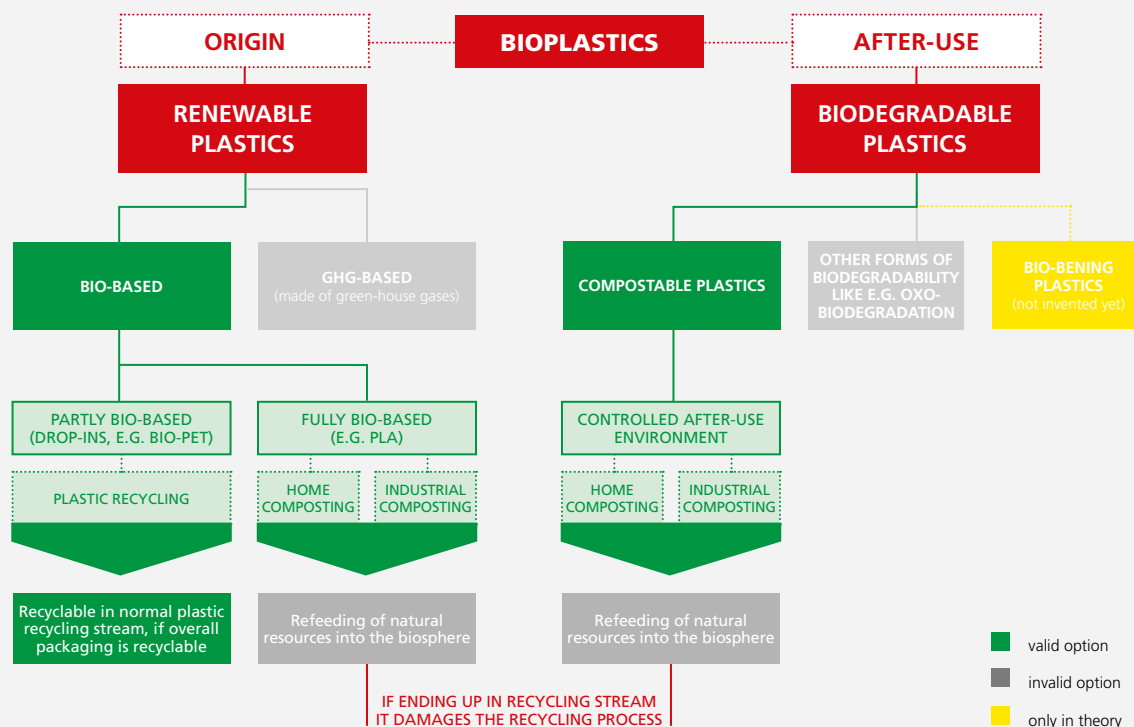 ORIGIN
BIOPLASTICS
AFTER-USE
RENEWABLE
PLASTICS
BIODEGRADABLE
PLASTICS
BIO-BASED
GHG-BASED
(made of green-house gases)
COMPOSTABLE PLASTICS
OTHER FORMS OF
BIODEGRADABILITY
LIKE E.G. OXO-
BIODEGRADATION
BIO-BENING
PLASTICS
(not invented yet)
PARTLY BIO-BASED
(DROP-INS, E.G. BIO-PET)
FULLY BIO-BASED
(E.G. PLA)
CONTROLLED AFTER-USE
ENVIRONMENT
PLASTIC RECYCLING
HOME
COMPOSTING
INDUSTRIAL
COMPOSTING
HOME
COMPOSTING
INDUSTRIAL
COMPOSTING
Recyclable in normal plastic
recycling stream, if overall
packaging is recyclable
Refeeding of natural
resources into the biosphere
Refeeding of natural
resources into the biosphere
IF ENDING UP IN RECYCLING STREAM
IT DAMAGES THE RECYCLING PROCESS
valid option
invalid option
only in theory